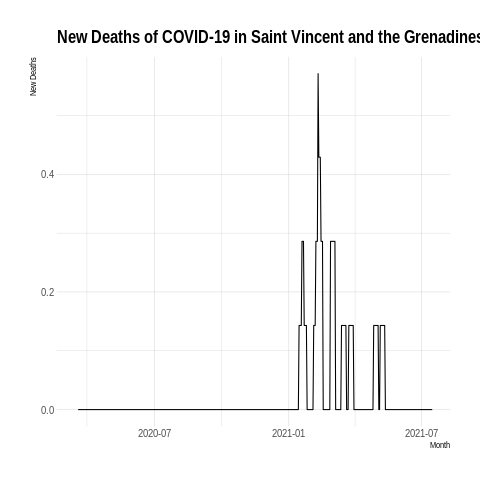 New Deaths of COVID-19 in Saint Vincent and the Grenadines
New Deaths
0.4
0.2
0.0
2020-07
2021-01
2021-07
Month